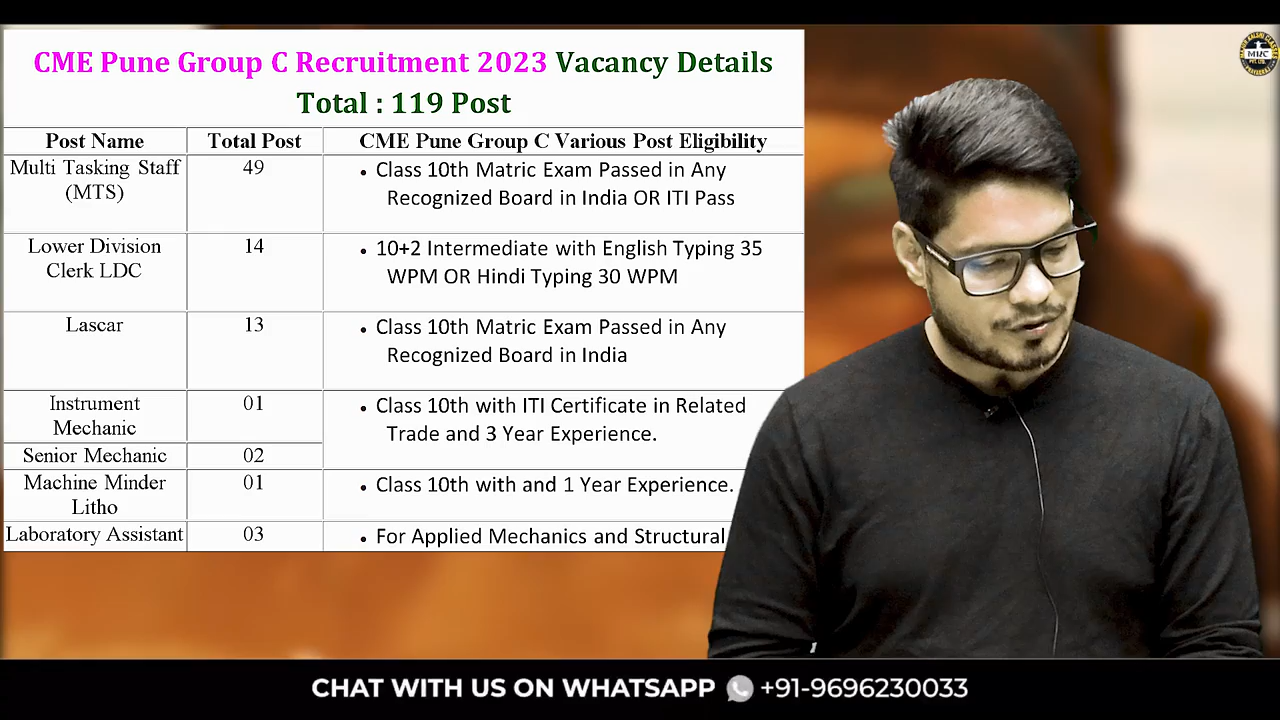 CME Pune Group C Recruitment 2023 Vacancy Details
Total : 119 Post
Post Name Total Post CME Pune Group C Various Post Eligibility
Multi Tasking Staff (MTS) 49
• Class 10th Matric Exam Passed in Any
Recognized Board in India OR ITI Pass
Lower Division Clerk LDC 14
• 10+2 Intermediate with English Typing 35
WPM OR Hindi Typing 30 WPM
Lascar 13
• Class 10th Matric Exam Passed in Any
Recognized Board in India
Instrument Mechanic 01
• Class 10th with ITI Certificate in Related
Trade and 3 Year Experience.
Senior Mechanic 02
Machine Minder Litho 01
• Class 10th with and 1 Year Experience.
Laboratory Assistant 03
• For Applied Mechanics and Structural
MKC
CHAT WITH US ON WHATSAPP +91-9696230033